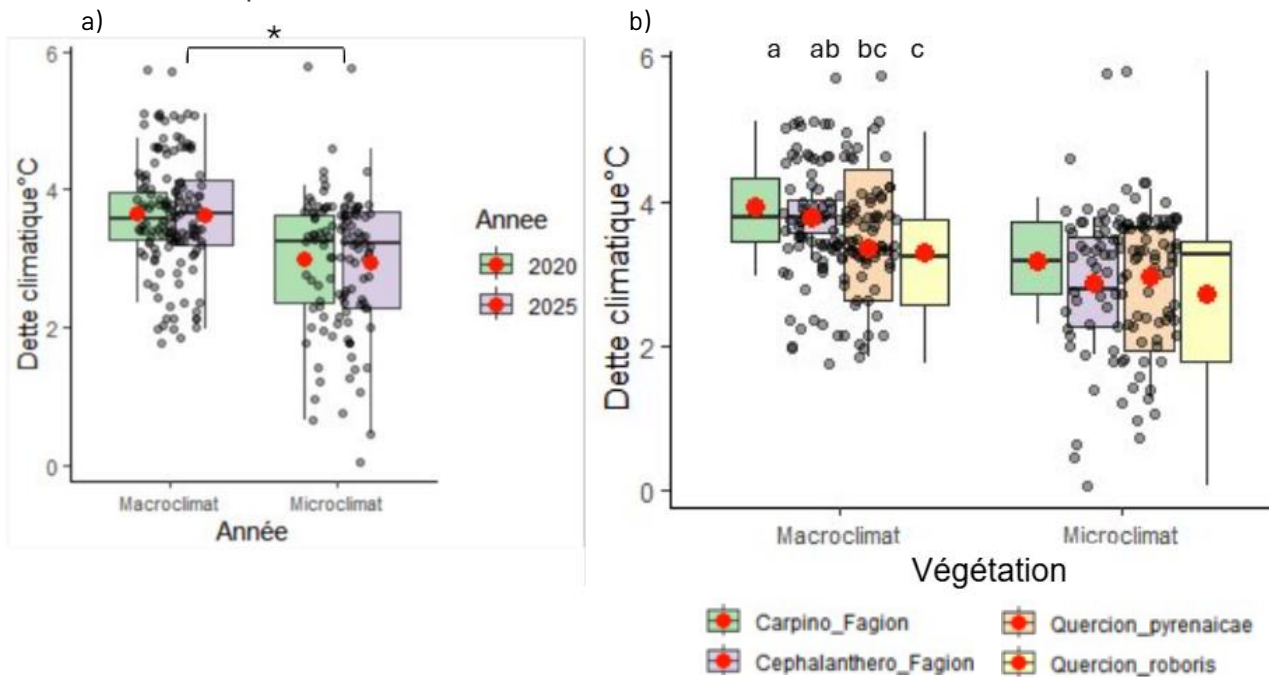 a)
*
6
4
2
0
Dette climatique°C
Macroclimat
Microclimat
Année
Annee
2020
2025
b)
a ab bc c
6
4
2
0
Dette climatique°C
Macroclimat
Microclimat
Végétation
Carpino_Fagion
Quercion_pyrenaicae
Cephalanthero_Fagion
Quercion_roboris